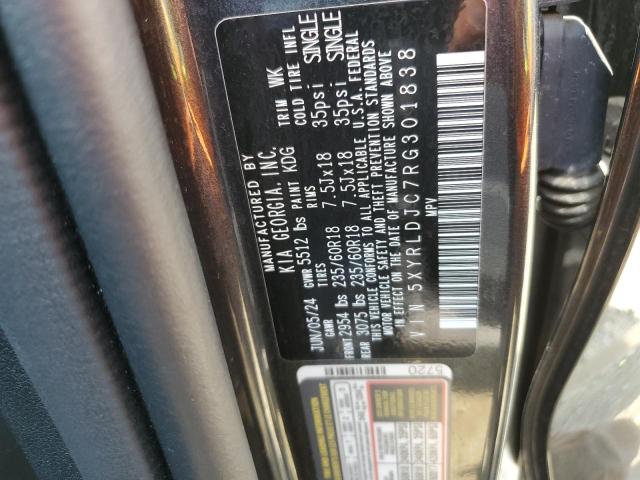 MANUFACTURED BY
KIA GEORGIA, INC.
JUN/05/24 GVWR 5512 lbs PAINT KDG TRIM WK
GAWR TIRES RIMS COLD TIRE INFL
FRONT 2954 lbs 235/60R18 7.5Jx18 35psi SINGLE
REAR 3075 lbs 235/60R18 7.5Jx18 35psi SINGLE
THIS VEHICLE CONFORMS TO ALL APPLICABLE U.S.A. FEDERAL
MOTOR VEHICLE SAFETY AND THEFT PREVENTION STANDARDS
IN EFFECT ON THE DATE OF MANUFACTURE SHOWN ABOVE
VIN 5XYRLDJC7RG301838
MPV
5720